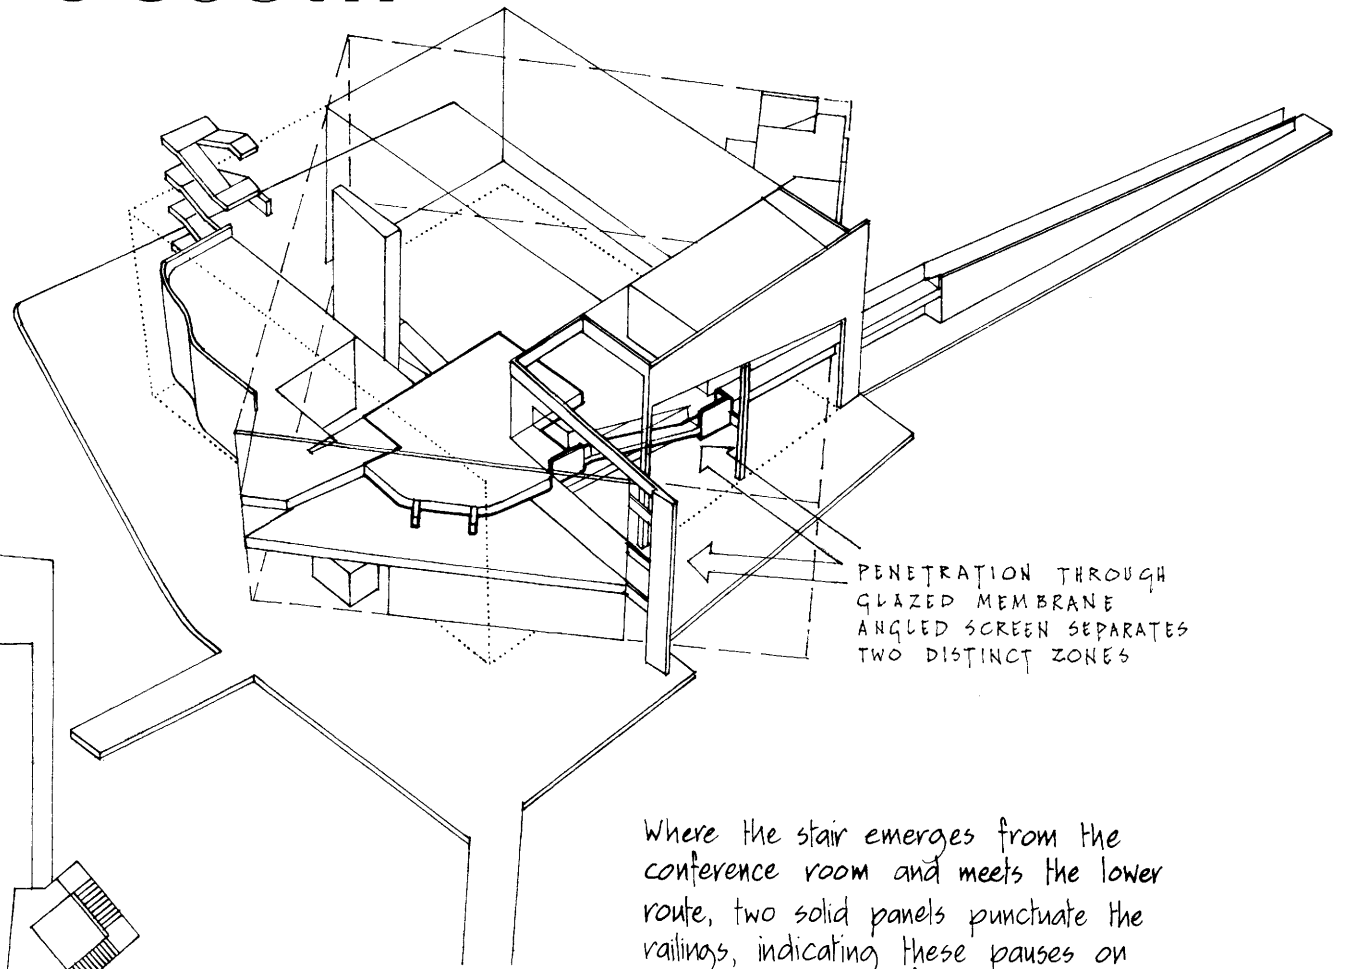 PENETRATION THROUGH
GLAZED MEMBRANE
ANGLED SCREEN SEPARATES
TWO DISTINCT ZONES
Where the stair emerges from the
conference room and meets the lower
route, two solid panels punctuate the
railings, indicating these pauses on